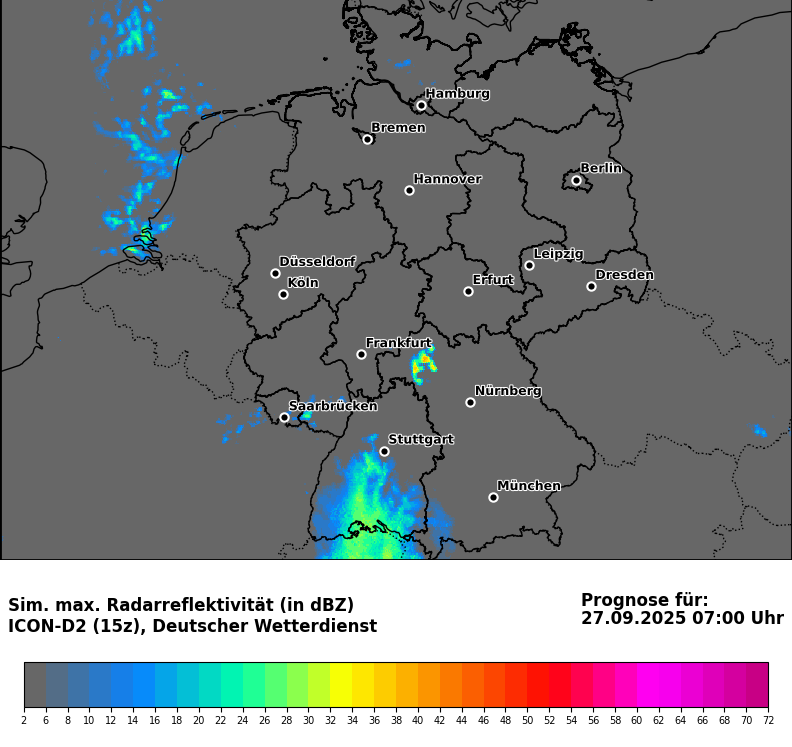 Hamburg
Bremen
Berlin
Hannover
Leipzig
Düsseldorf
Dresden
Erfurt
Köln
Frankfurt
Nürnberg
Saarbrücken
Stuttgart
München
Sim. max. Radarreflektivität (in dBZ)
ICON-D2 (15z), Deutscher Wetterdienst
Prognose für:
27.09.2025 07:00 Uhr
2 6 8 10 12 14 16 18 20 22 24 26 28 30 32 34 36 38 40 42 44 46 48 50 52 54 56 58 60 62 64 66 68 70 72